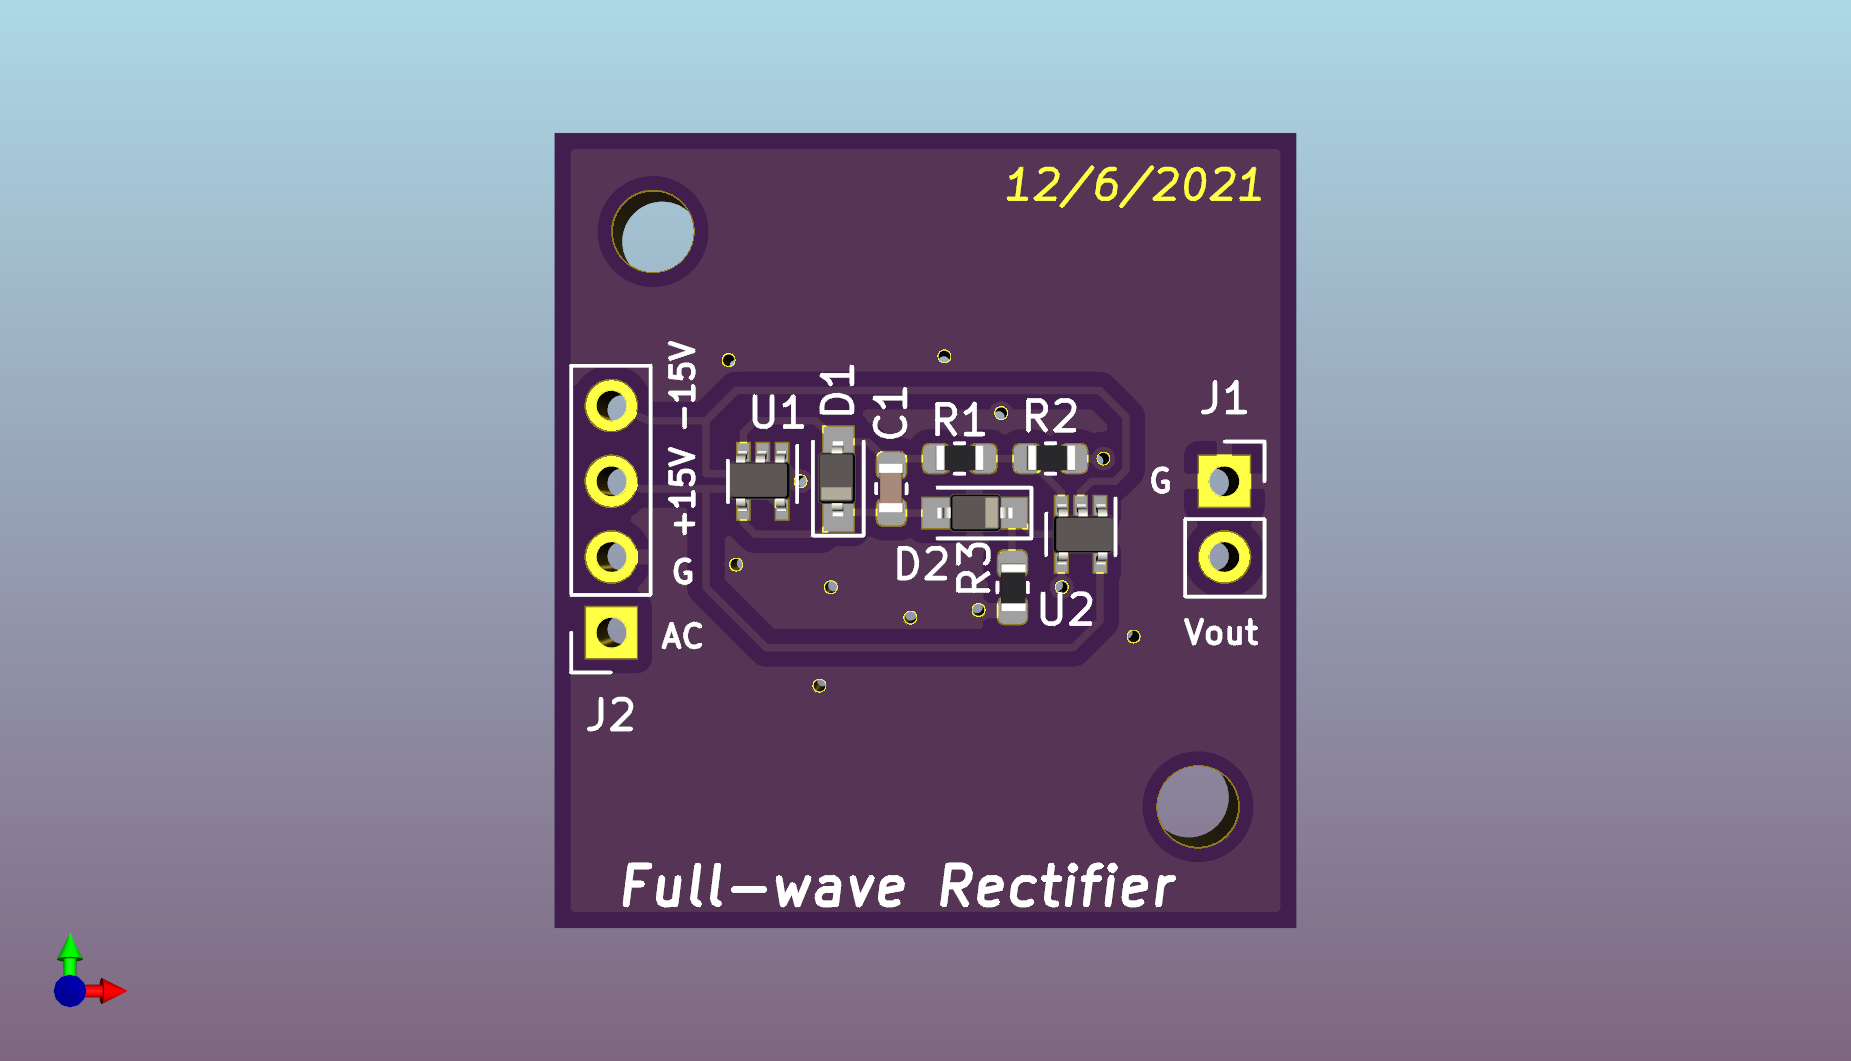 12/6/2021
-15V
+15V
G
AC
J2
U1
D1
C1
R1
R2
D2
R3
U2
J1
G
Vout
Full-wave Rectifier